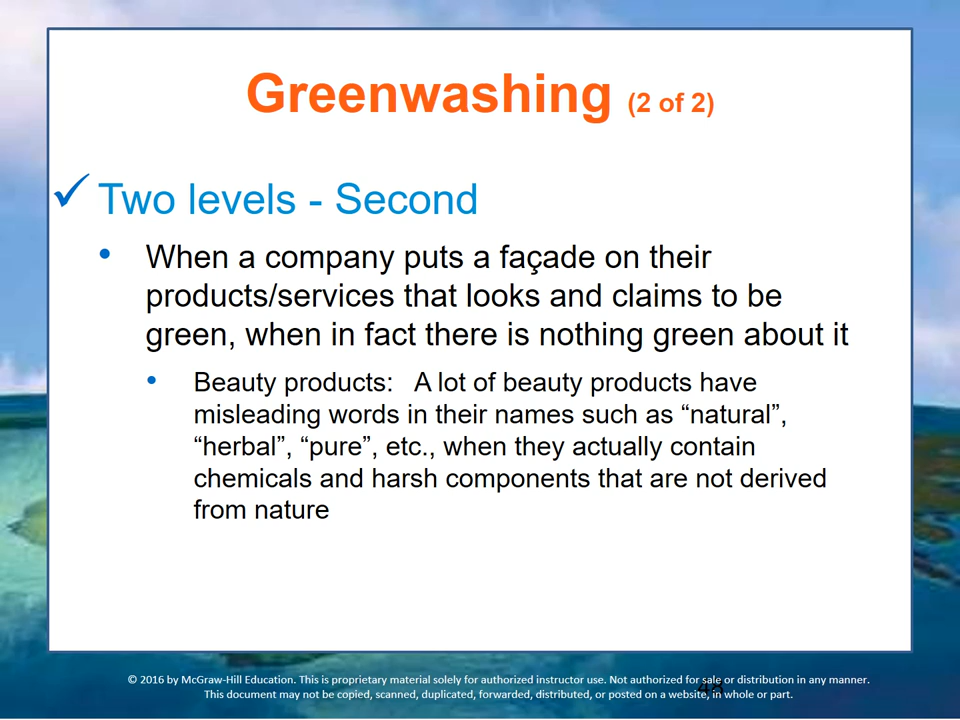 Greenwashing (2 of 2)
✓ Two levels - Second
• When a company puts a façade on their
products/services that looks and claims to be
green, when in fact there is nothing green about it
• Beauty products: A lot of beauty products have
misleading words in their names such as “natural”,
“herbal”, “pure”, etc., when they actually contain
chemicals and harsh components that are not derived
from nature
© 2016 by McGraw-Hill Education. This is proprietary material solely for authorized instructor use. Not authorized for sale or distribution in any manner.
This document may not be copied, scanned, duplicated, forwarded, distributed, or posted on a website, in whole or part.